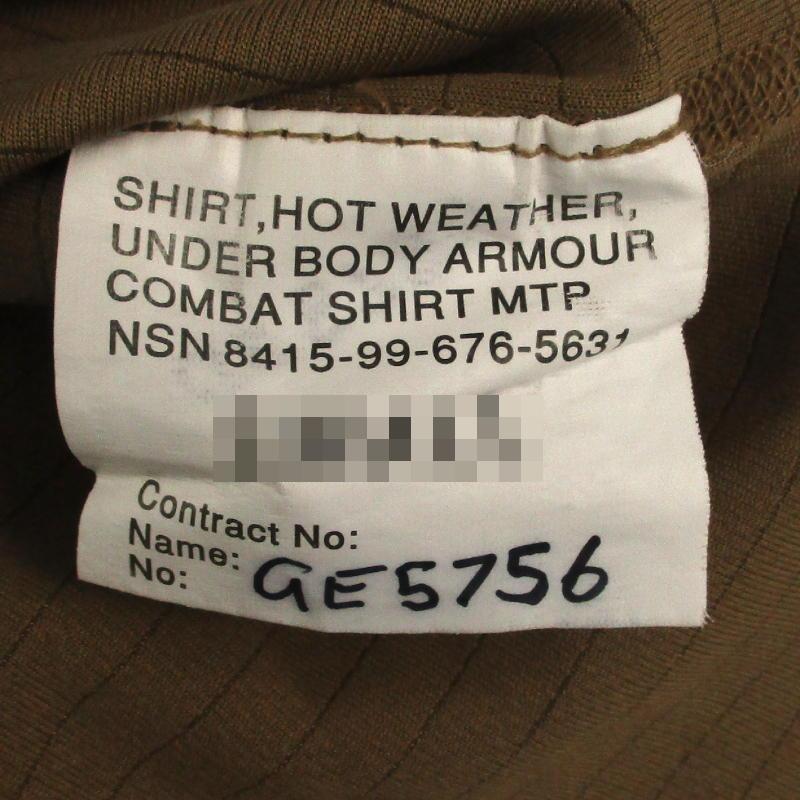 SHIRT,HOT WEATHER,
UNDER BODY ARMOUR
COMBAT SHIRT MTP
NSN 8415-99-676-5631
Contract No:
Name:
No: GE5756